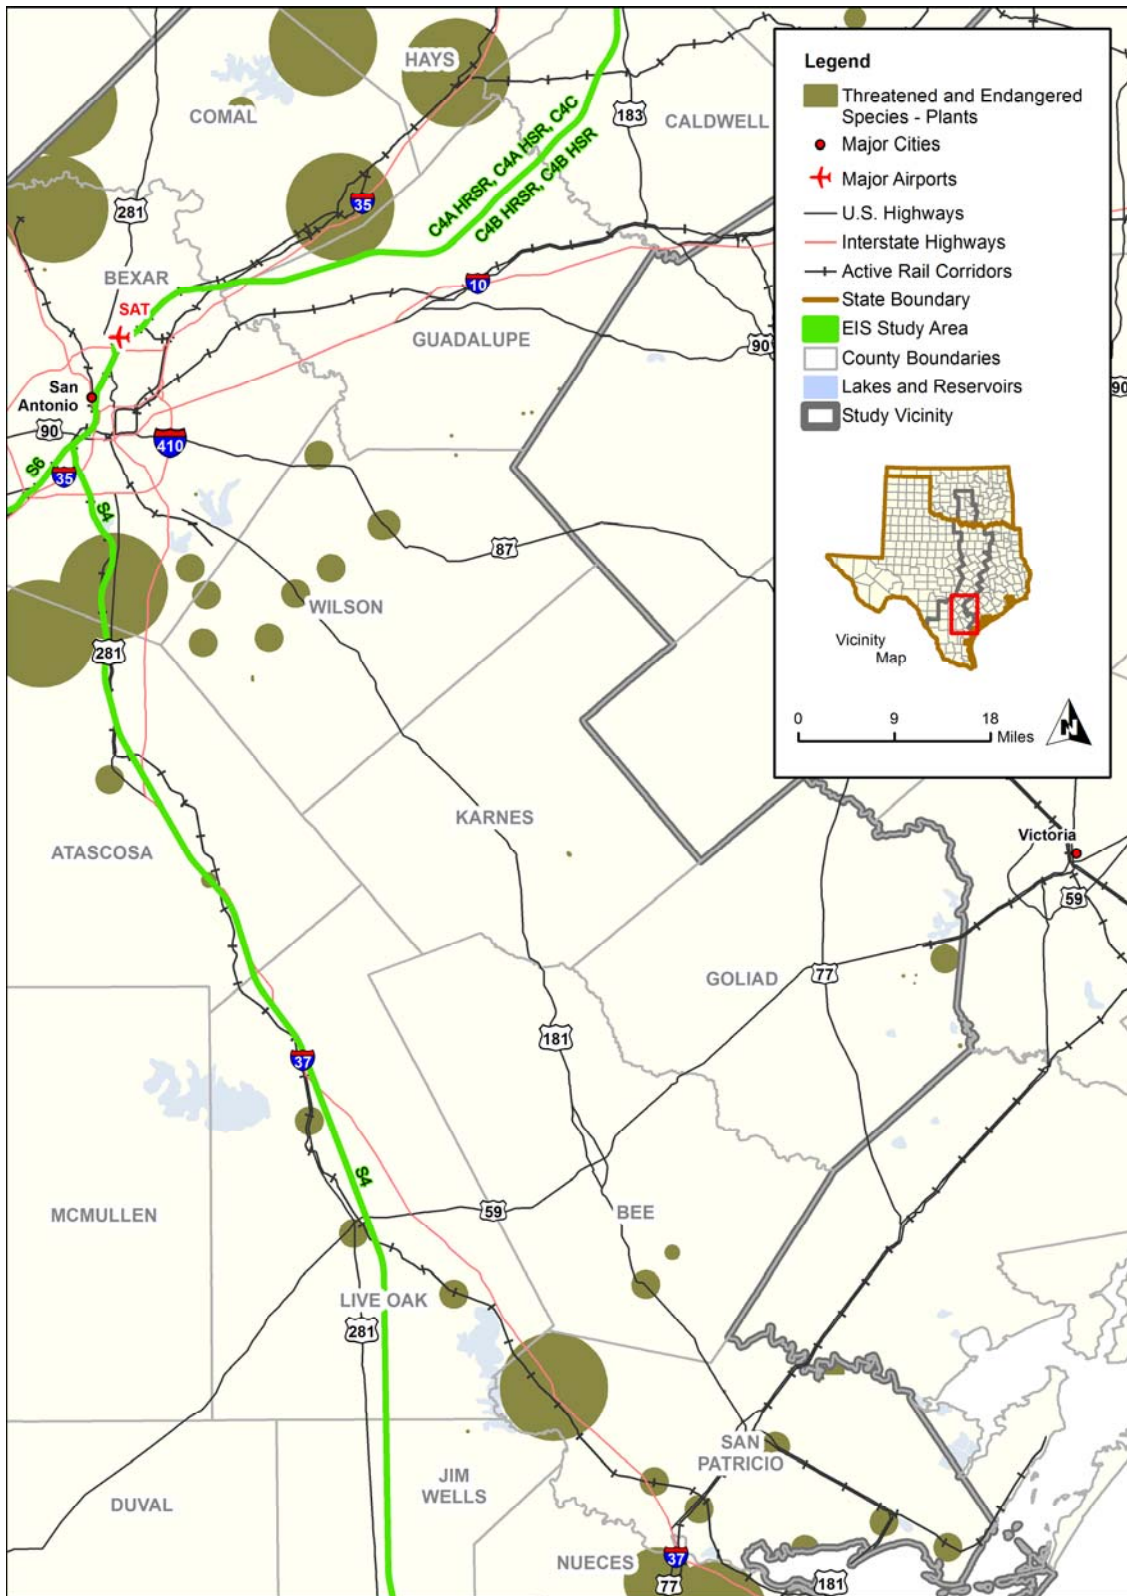 HAYS
COMAL
183
CALDWELL
C4A HRSR, C4A HSR, C4C
C4B HRSR, C4B HSR
35
281
BEXAR
SAT
10
GUADALUPE
90
90
San
Antonio
90
410
S6
35
S4
87
WILSON
281
KARNES
ATASCOSA
Victoria
59
GOLIAD
77
181
37
S4
MCMULLEN
59
BEE
LIVE OAK
281
SAN
PATRICIO
JIM
WELLS
DUVAL
NUECES
37
77
181
Legend
Threatened and Endangered
Species - Plants
Major Cities
Major Airports
U.S. Highways
Interstate Highways
Active Rail Corridors
State Boundary
EIS Study Area
County Boundaries
Lakes and Reservoirs
Study Vicinity
Vicinity
Map
0 9 18
Miles
N